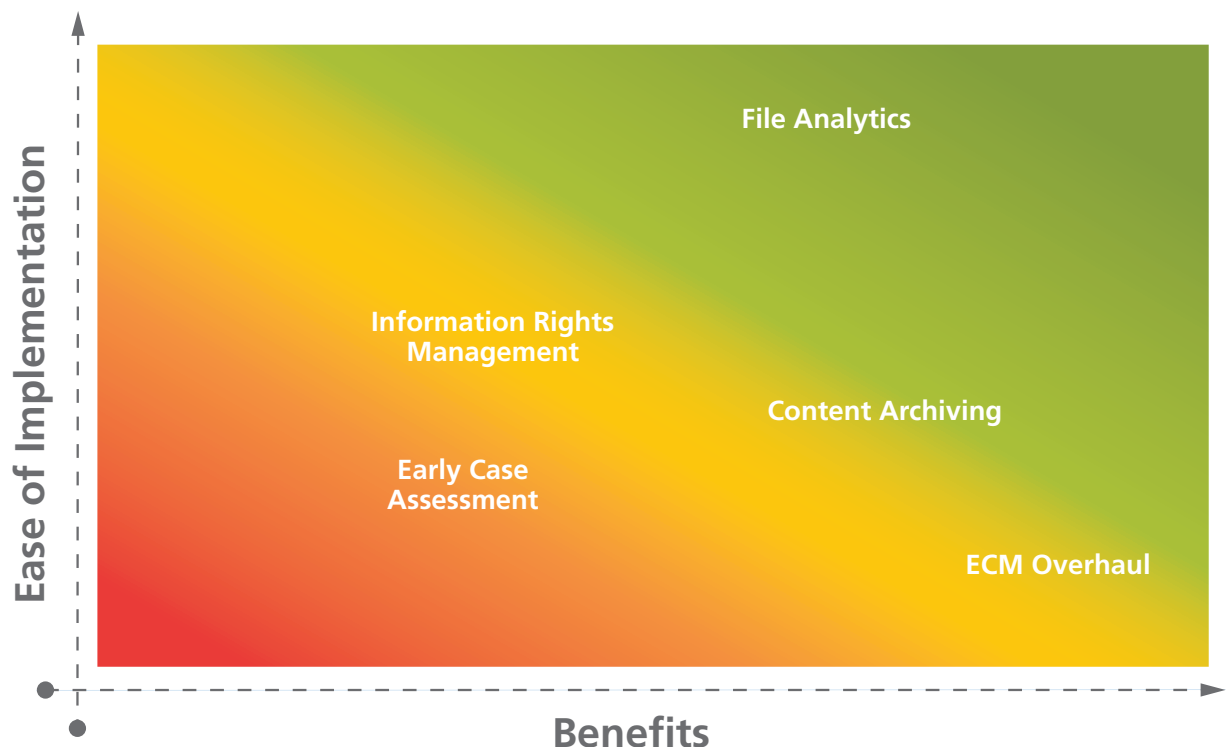 Ease of Implementation
File Analytics
Information Rights
Management
Content Archiving
Early Case
Assessment
ECM Overhaul
Benefits